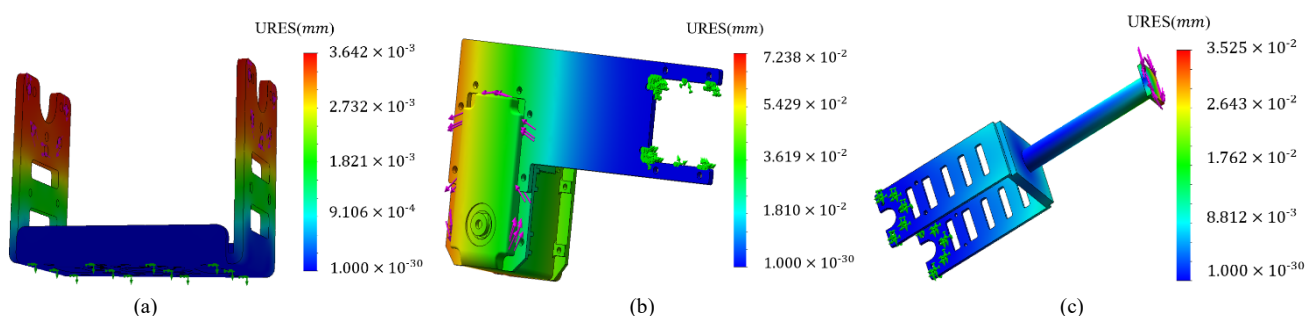 URES(mm)
3.642 × 10⁻³
2.732 × 10⁻³
1.821 × 10⁻³
9.106 × 10⁻⁴
1.000 × 10⁻³⁰
(a)
URES(mm)
7.238 × 10⁻²
5.429 × 10⁻²
3.619 × 10⁻²
1.810 × 10⁻²
1.000 × 10⁻³⁰
(b)
URES(mm)
3.525 × 10⁻²
2.643 × 10⁻²
1.762 × 10⁻²
8.812 × 10⁻³
1.000 × 10⁻³⁰
(c)